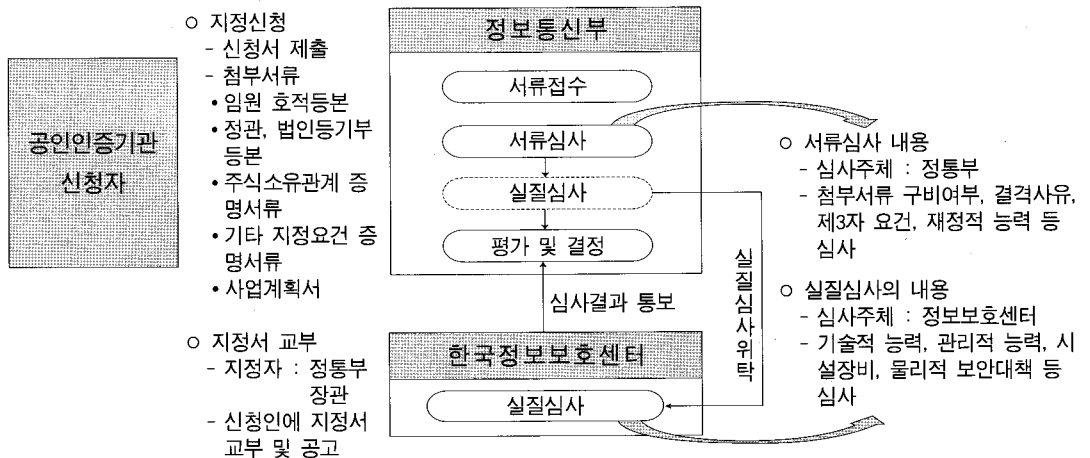 공인인증기관
신청자
○ 지정신청
- 신청서 제출
- 첨부서류
• 임원 호적등본
• 정관, 법인등기부
등본
• 주식소유관계 증
명서류
• 기타 지정요건 증
명서류
• 사업계획서
○ 지정서 교부
- 지정자 : 정통부
장관
- 신청인에 지정서
교부 및 공고
정보통신부
서류접수
서류심사
실질심사
평가 및 결정
심사결과 통보
한국정보보호센터
실질심사
실질심사위탁
○ 서류심사 내용
- 심사주체 : 정통부
- 첨부서류 구비여부, 결격사유,
제3자 요건, 재정적 능력 등
심사
○ 실질심사의 내용
- 심사주체 : 정보보호센터
- 기술적 능력, 관리적 능력, 시
설장비, 물리적 보안대책 등
심사